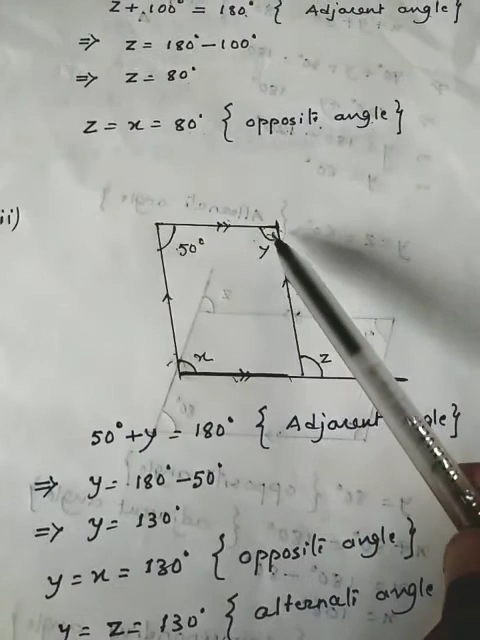 z + 100° = 180° { Adjacent angle}
⇒ z = 180° - 100°
⇒ z = 80°
z = x = 80° { opposite angle}
ii)
50° y
x z
50° + y = 180° { Adjacent angle}
⇒ y = 180° - 50°
⇒ y = 130°
y = x = 130° { opposite angle}
y = z = 130° { alternate angle